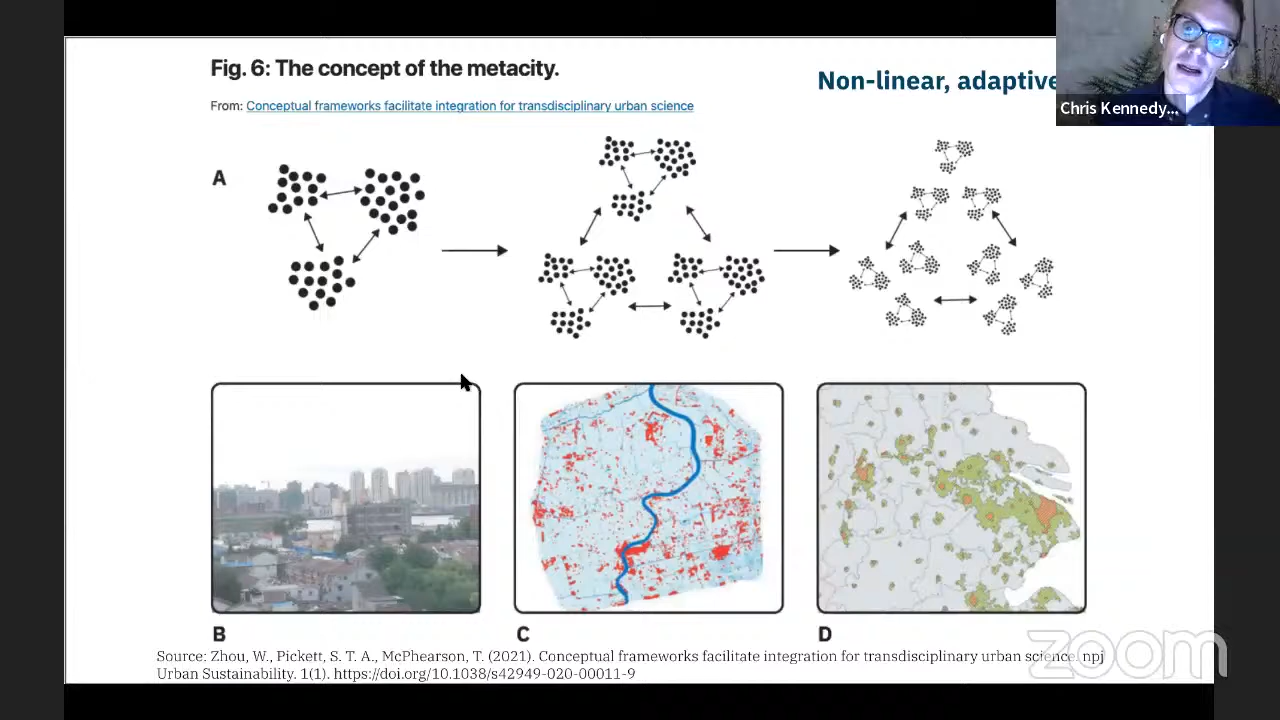 Fig. 6: The concept of the metacity.
Non-linear, adaptive
Chris Kennedy...
From: Conceptual frameworks facilitate integration for transdisciplinary urban science
A
B
C
D
Source: Zhou, W., Pickett, S. T. A., McPhearson, T. (2021). Conceptual frameworks facilitate integration for transdisciplinary urban science. npj
Urban Sustainability. 1(1). https://doi.org/10.1038/s42949-020-00011-9
zoom